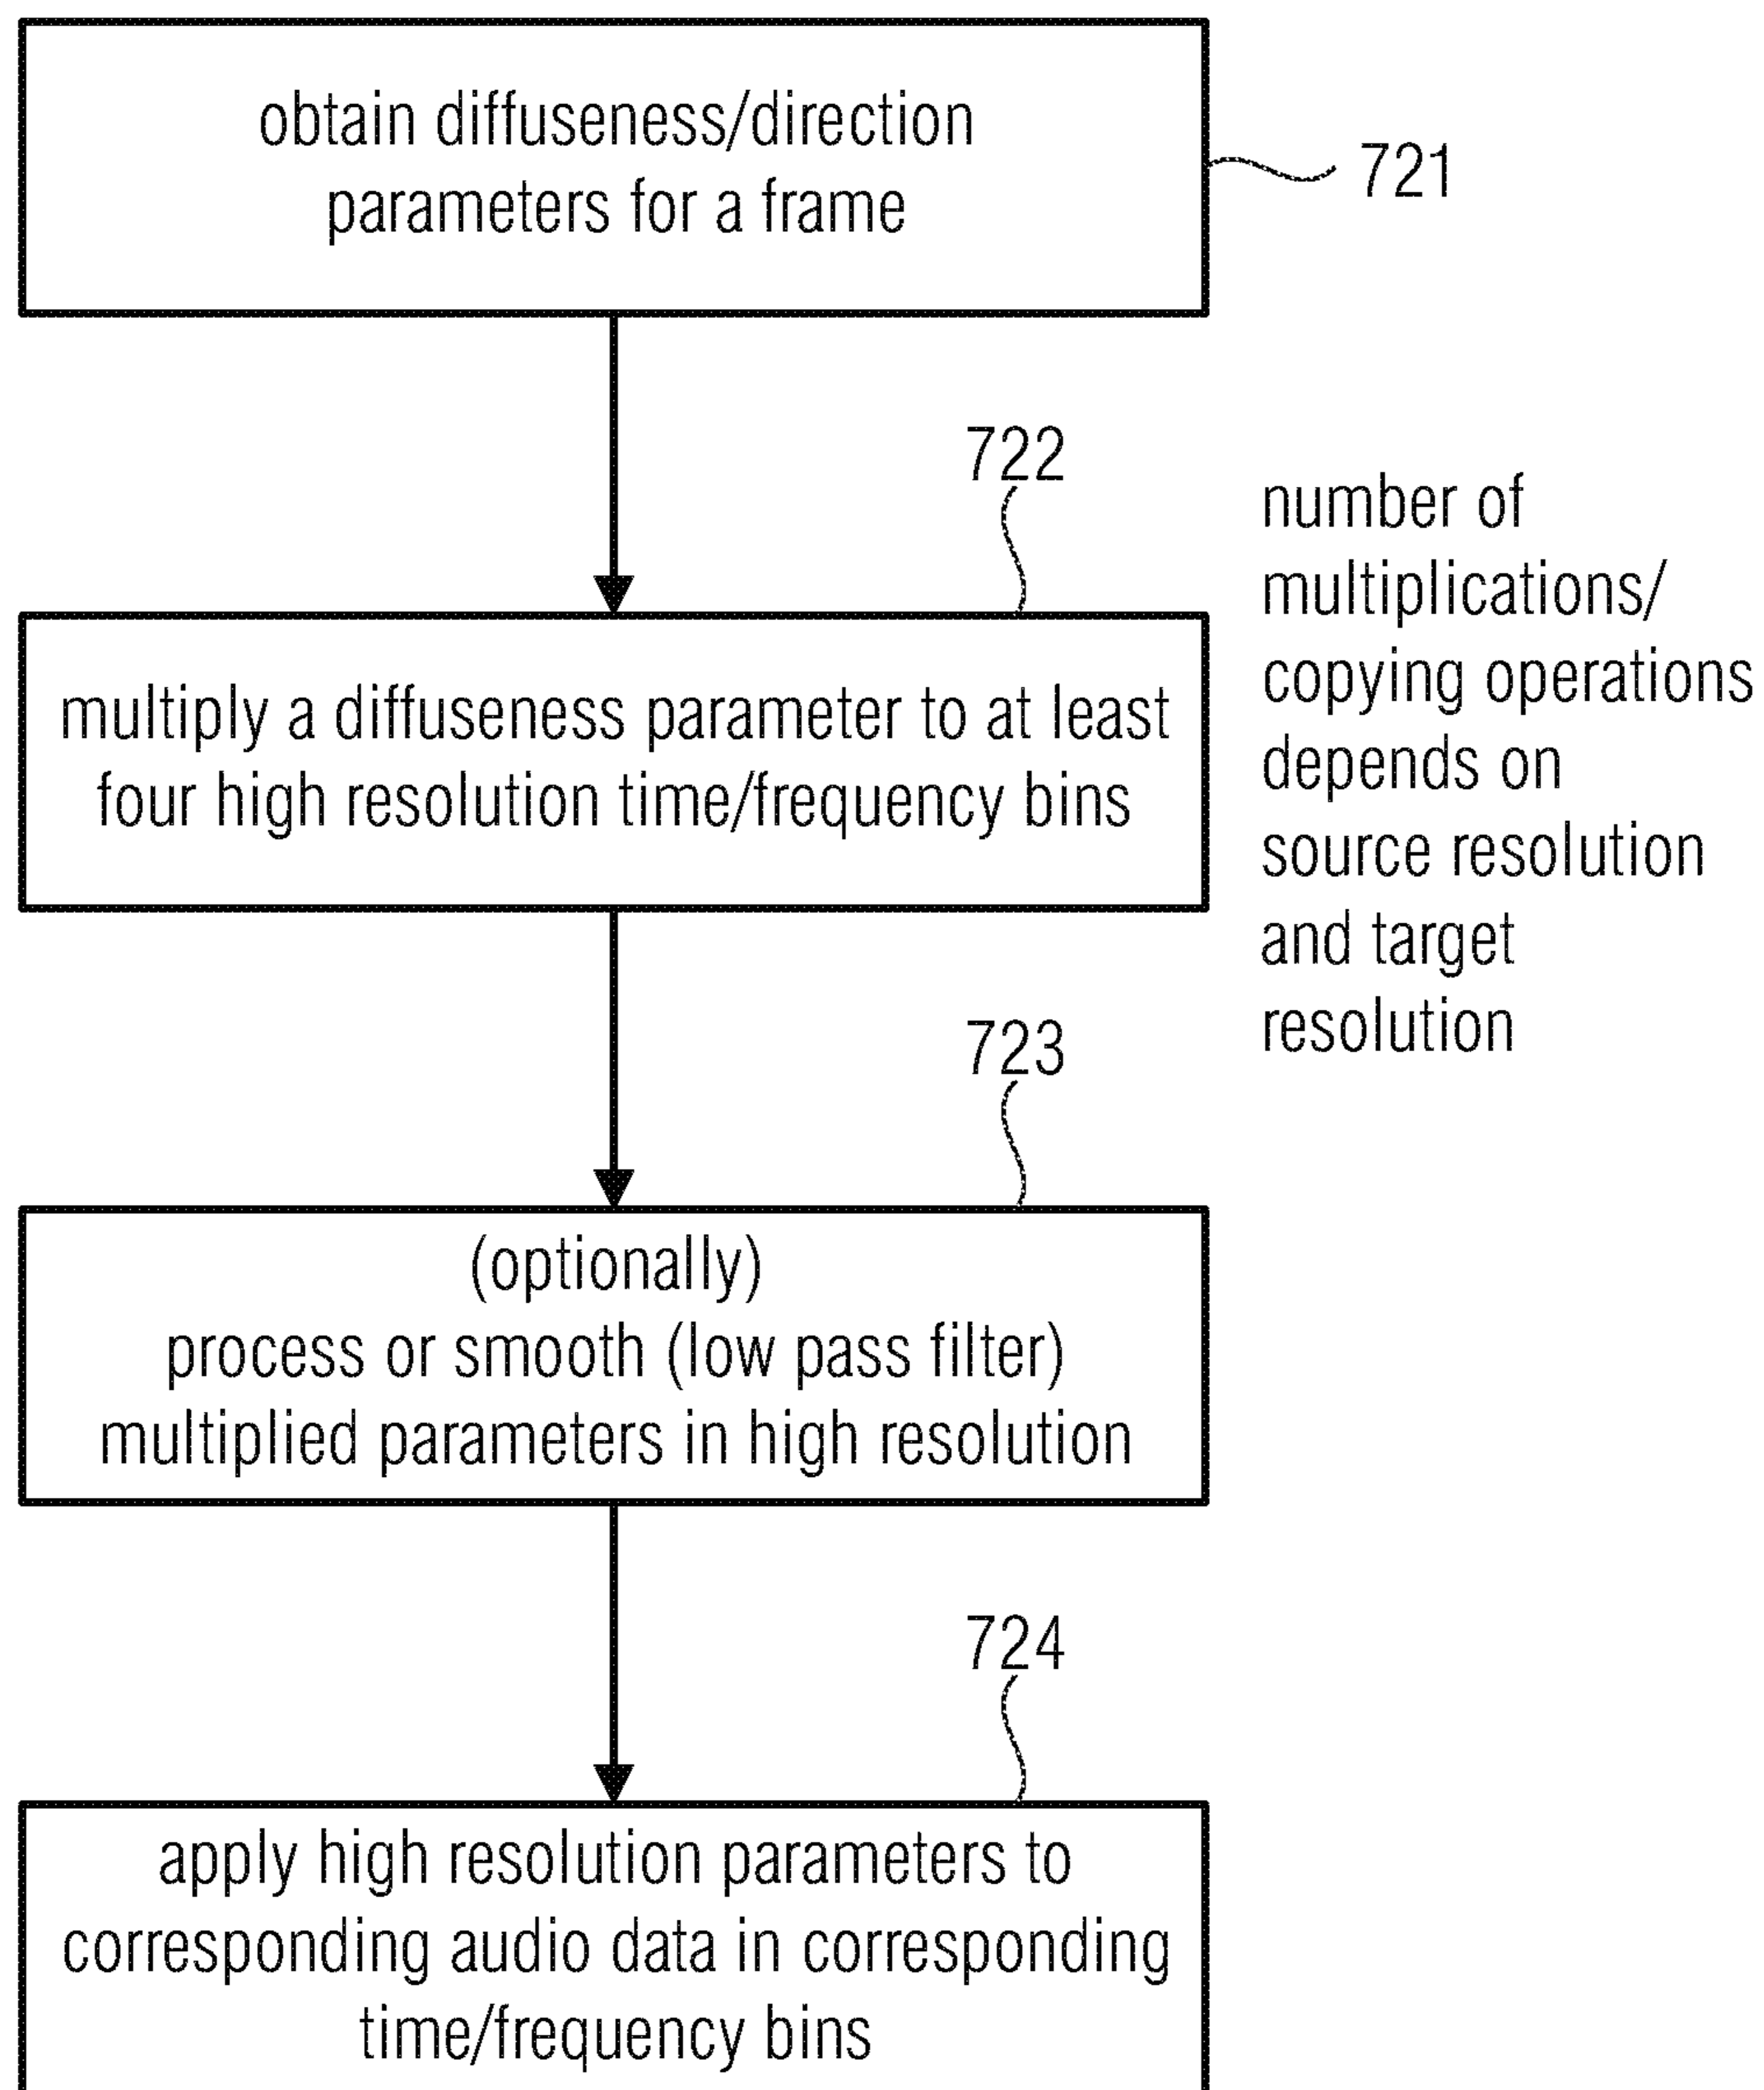 obtain diffuseness/direction
parameters for a frame
721
722
number of
multiplications/
copying operations
depends on
source resolution
and target
resolution
multiply a diffuseness parameter to at least
four high resolution time/frequency bins
723
(optionally)
process or smooth (low pass filter)
multiplied parameters in high resolution
724
apply high resolution parameters to
corresponding audio data in corresponding
time/frequency bins